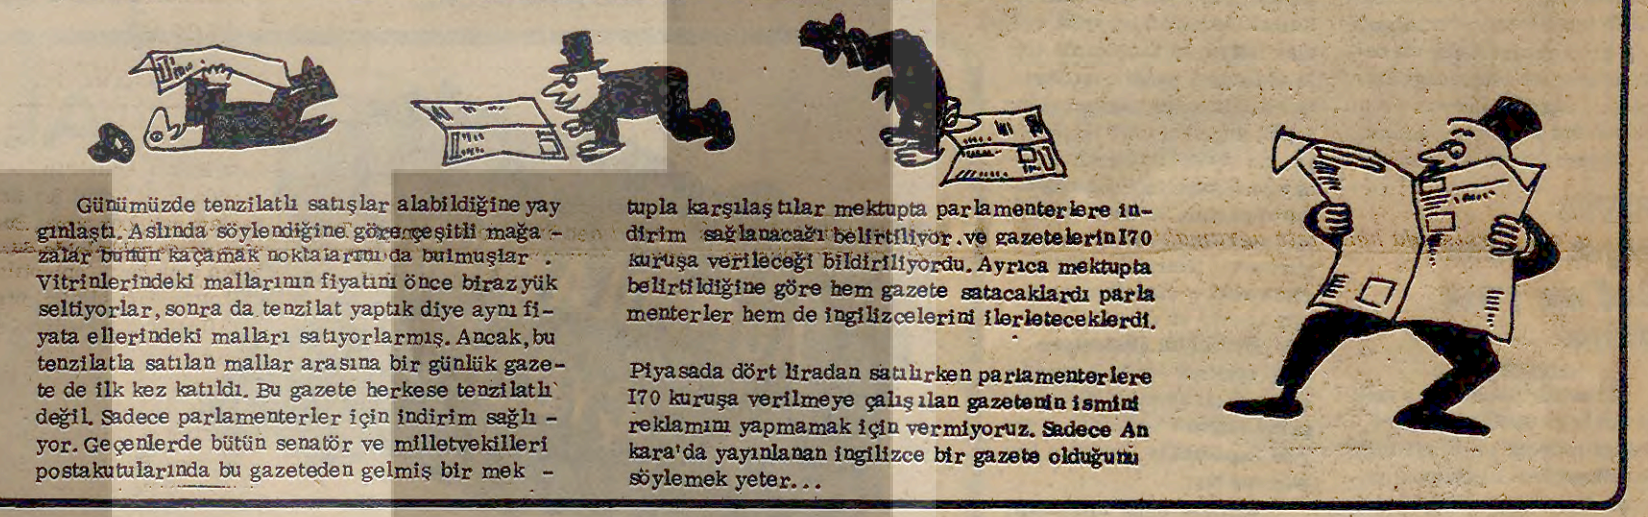 Günümüzde tenzilatlı satışlar alabildiğine yay
gınlaştı. Aslında söylendiğine göre çeşitli mağa -
zalar bunun kaçamak noktalarını da bulmuşlar .
Vitrinlerindeki mallarının fiyatını önce biraz yük
seltiyorlar, sonra da tenzilat yaptık diye aynı fi-
yata ellerindeki malları satıyorlarmış. Ancak, bu
tenzilatla satılan mallar arasına bir günlük gaze-
te de ilk kez katıldı. Bu gazete herkese tenzilatlı
değil. Sadece parlamenterler için indirim sağlı -
yor. Geçenlerde bütün senatör ve milletvekilleri
postakutularında bu gazeteden gelmiş bir mek -
tupla karşılaştılar mektupta parlamenterlere in-
dirim sağlanacağı belirtiliyor .ve gazetelerin I70
kuruşa verileceği bildiriliyordu. Ayrıca mektupta
belirtildiğine göre hem gazete satacaklardı parla
menterler hem de ingilizcelerini ilerleteceklerdi.
Piyasada dört liradan satılırken parlamenterlere
I70 kuruşa verilmeye çalışılan gazetenin ismini
reklamını yapmamak için vermiyoruz. Sadece An
kara'da yayınlanan ingilizce bir gazete olduğunu
söylemek yeter...